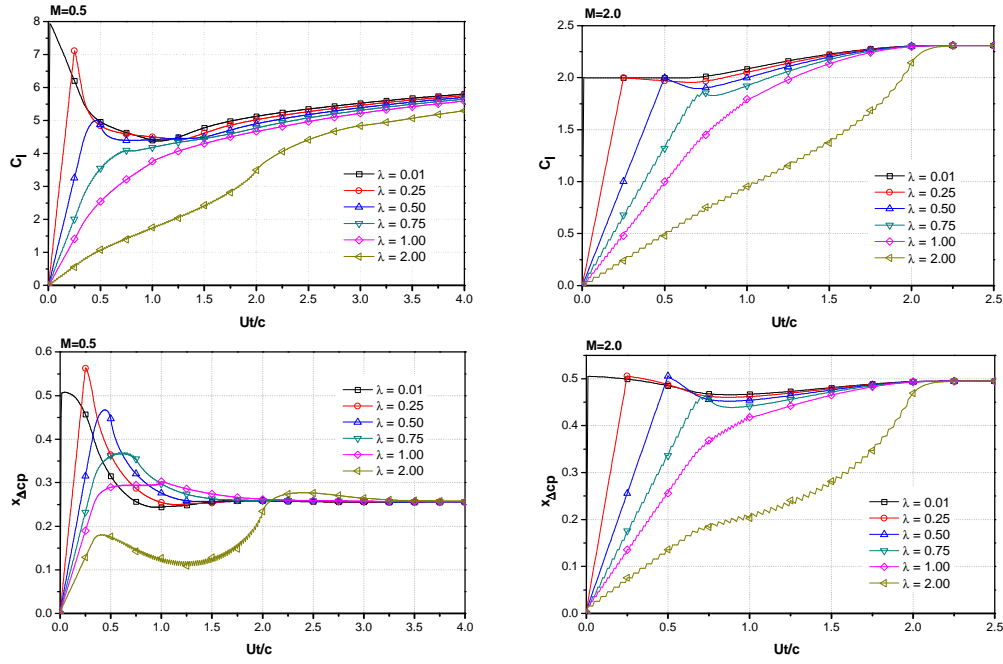 M=0.5
8
7
6
5
4
3
2
1
0
C_l
λ = 0.01
λ = 0.25
λ = 0.50
λ = 0.75
λ = 1.00
λ = 2.00
0.0 0.5 1.0 1.5 2.0 2.5 3.0 3.5 4.0
Ut/c
M=2.0
2.5
2.0
1.5
1.0
0.5
0.0
C_l
λ = 0.01
λ = 0.25
λ = 0.50
λ = 0.75
λ = 1.00
λ = 2.00
0.0 0.5 1.0 1.5 2.0 2.5
Ut/c
M=0.5
0.6
0.5
0.4
0.3
0.2
0.1
0.0
x_Δcp
λ = 0.01
λ = 0.25
λ = 0.50
λ = 0.75
λ = 1.00
λ = 2.00
0.0 0.5 1.0 1.5 2.0 2.5 3.0 3.5 4.0
Ut/c
M=2.0
0.5
0.4
0.3
0.2
0.1
0.0
x_Δcp
λ = 0.01
λ = 0.25
λ = 0.50
λ = 0.75
λ = 1.00
λ = 2.00
0.0 0.5 1.0 1.5 2.0 2.5
Ut/c